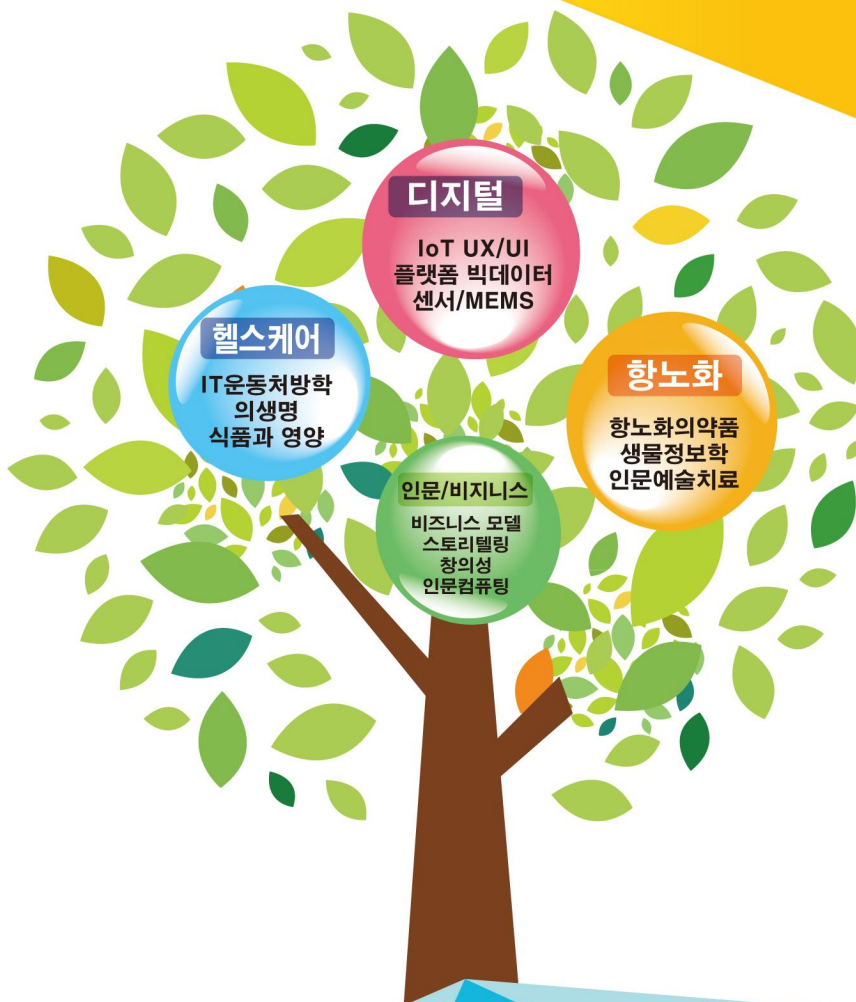 디지털
IoT UX/UI
플랫폼 빅데이터
센서/MEMS
헬스케어
IT운동처방학
의생명
식품과 영양
항노화
항노화의약품
생물정보학
인문예술치료
인문/비지니스
비즈니스 모델
스토리텔링
창의성
인문컴퓨팅